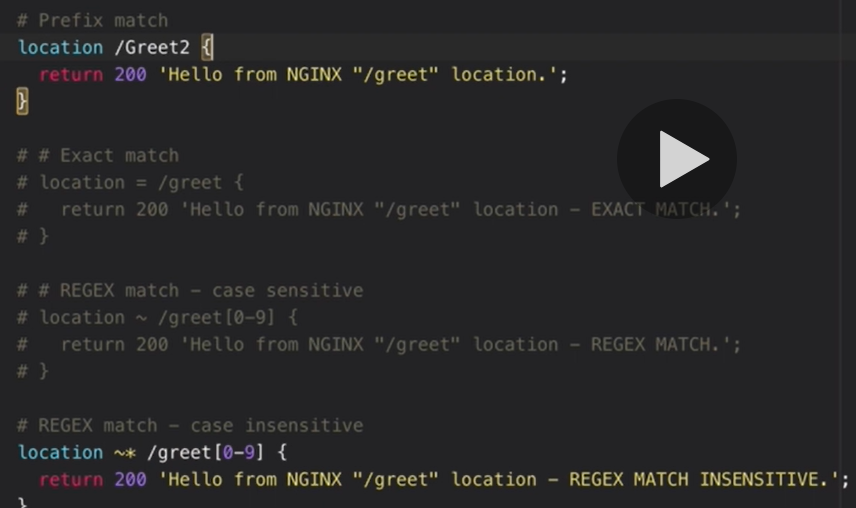 # Prefix match
location /Greet2 {
  return 200 'Hello from NGINX "/greet" location.';
}
# # Exact match
# location = /greet {
#   return 200 'Hello from NGINX "/greet" location - EXACT MATCH.';
# }
# # REGEX match - case sensitive
# location ~ /greet[0-9] {
#   return 200 'Hello from NGINX "/greet" location - REGEX MATCH.';
# }
# REGEX match - case insensitive
location ~* /greet[0-9] {
  return 200 'Hello from NGINX "/greet" location - REGEX MATCH INSENSITIVE.';
}